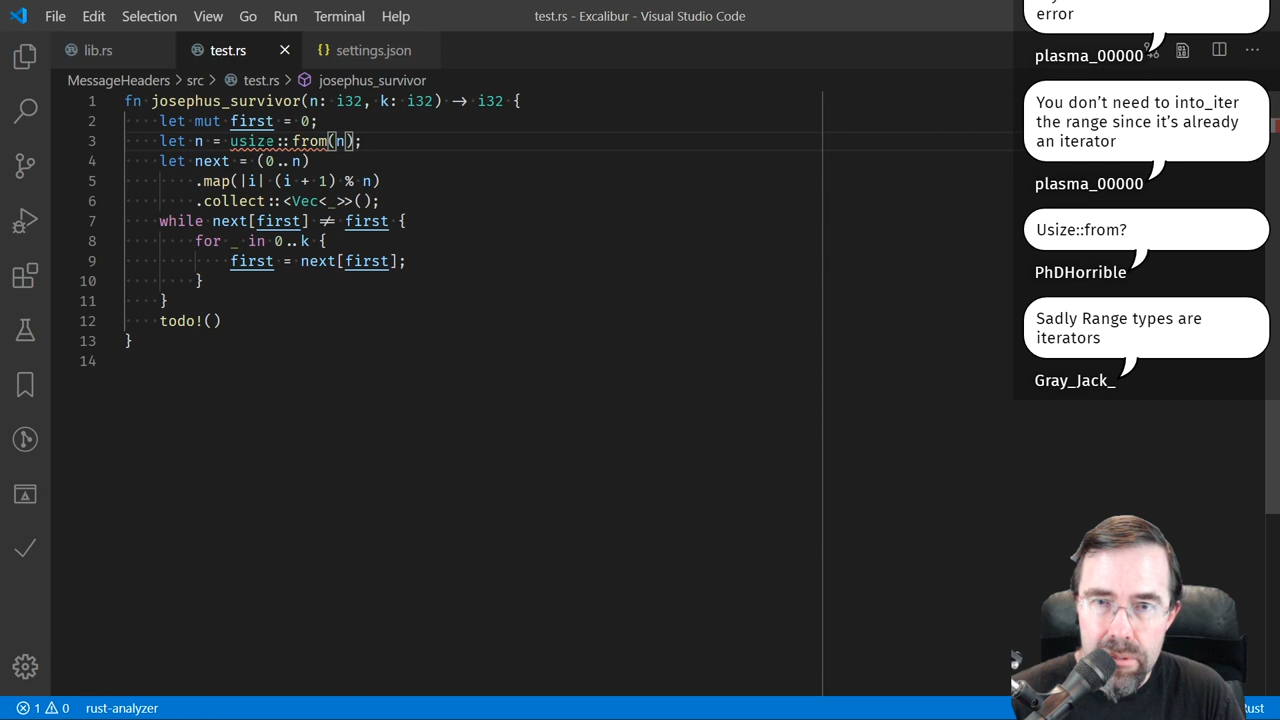 File Edit Selection View Go Run Terminal Help
test.rs - Excalibur - Visual Studio Code
lib.rs
test.rs
{} settings.json
MessageHeaders > src > test.rs > josephus_survivor
1 fn josephus_survivor(n: i32, k: i32) -> i32 {
2 let mut first = 0;
3 let n = usize::from(n);
4 let next = (0..n)
5 .map(|i| (i + 1) % n)
6 .collect::<Vec<_>>();
7 while next[first] ≠ first {
8 for _ in 0..k {
9 first = next[first];
10 }
11 }
12 todo!()
13 }
14
error
plasma_00000
You don’t need to into_iter
the range since it’s already
an iterator
plasma_00000
Usize::from?
PhDHorrible
Sadly Range types are
iterators
Gray_Jack_
1 0 rust-analyzer
Rust